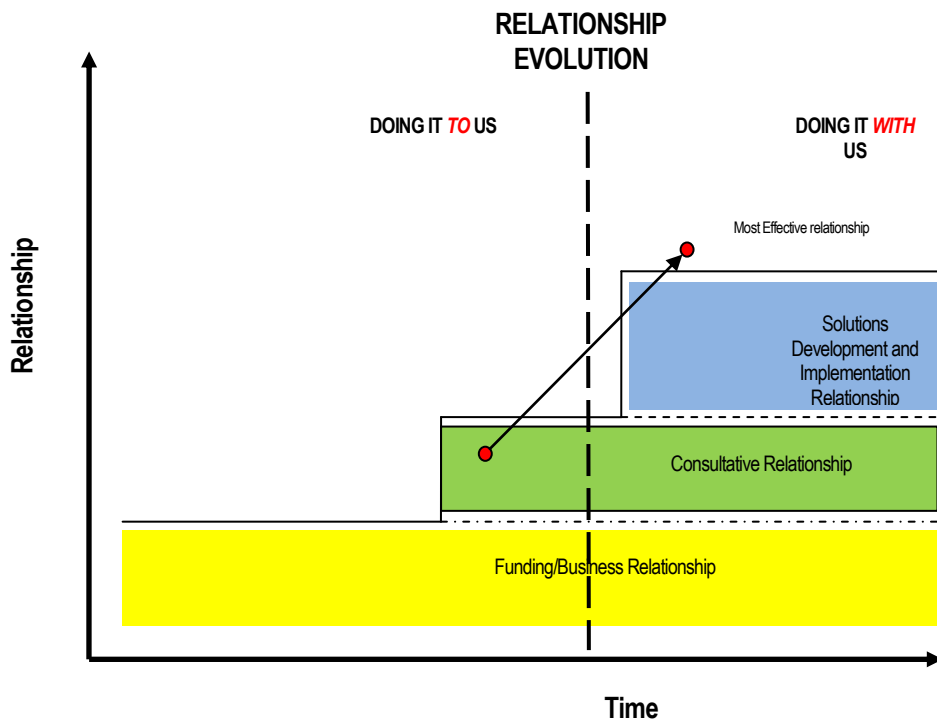 RELATIONSHIP
EVOLUTION
DOING IT TO US
DOING IT WITH
US
Most Effective relationship
Relationship
Solutions
Development and
Implementation
Relationship
Consultative Relationship
Funding/Business Relationship
Time